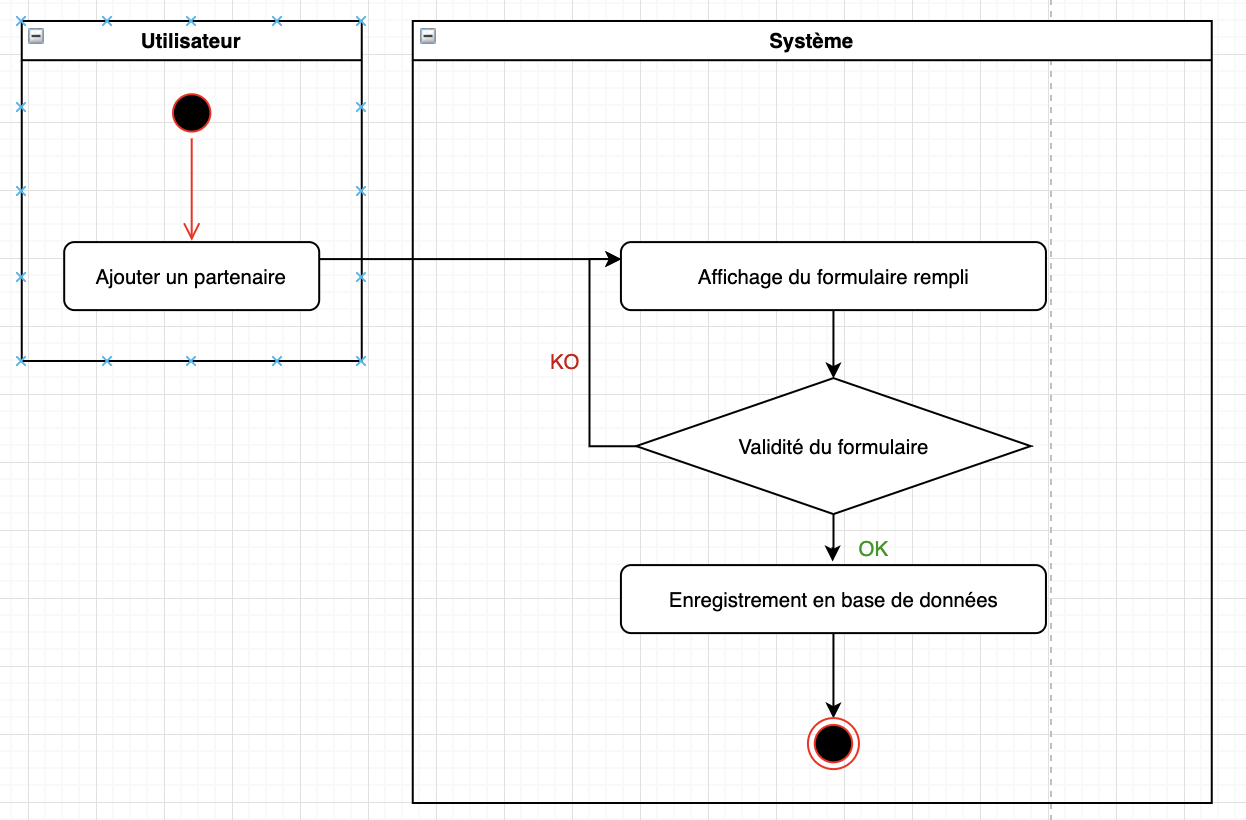 Utilisateur
Système
Ajouter un partenaire
Affichage du formulaire rempli
KO
Validité du formulaire
OK
Enregistrement en base de données